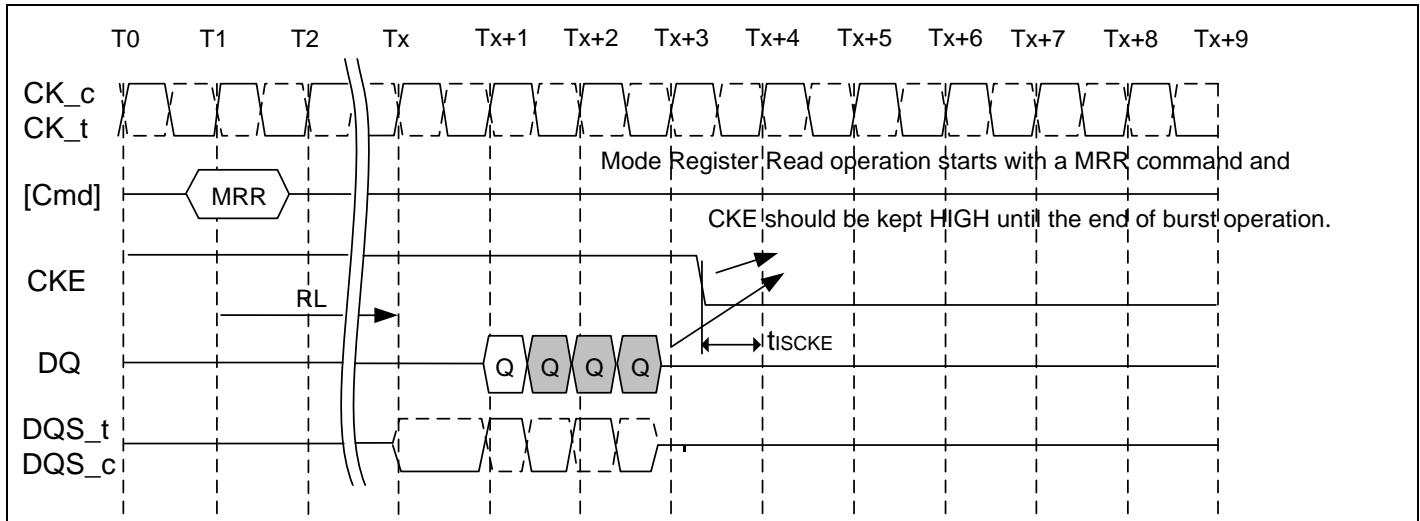 T0 T1 T2 Tx Tx+1 Tx+2 Tx+3 Tx+4 Tx+5 Tx+6 Tx+7 Tx+8 Tx+9
CK_c
CK_t
Mode Register Read operation starts with a MRR command and
[Cmd] MRR
CKE should be kept HIGH until the end of burst operation.
CKE
RL
tISCKE
DQ Q Q Q Q
DQS_t
DQS_c